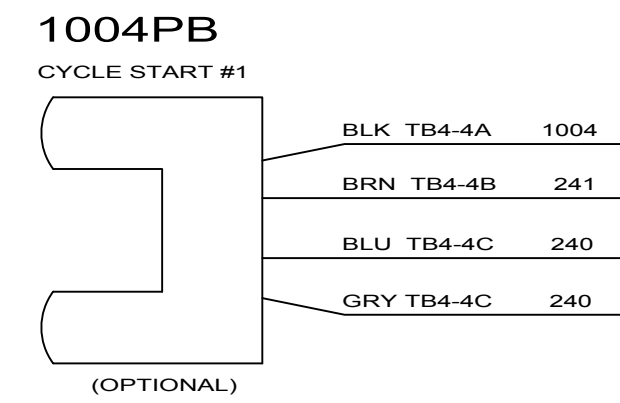 1004PB
CYCLE START #1
BLK TB4-4A 1004
BRN TB4-4B 241
BLU TB4-4C 240
GRY TB4-4C 240
(OPTIONAL)